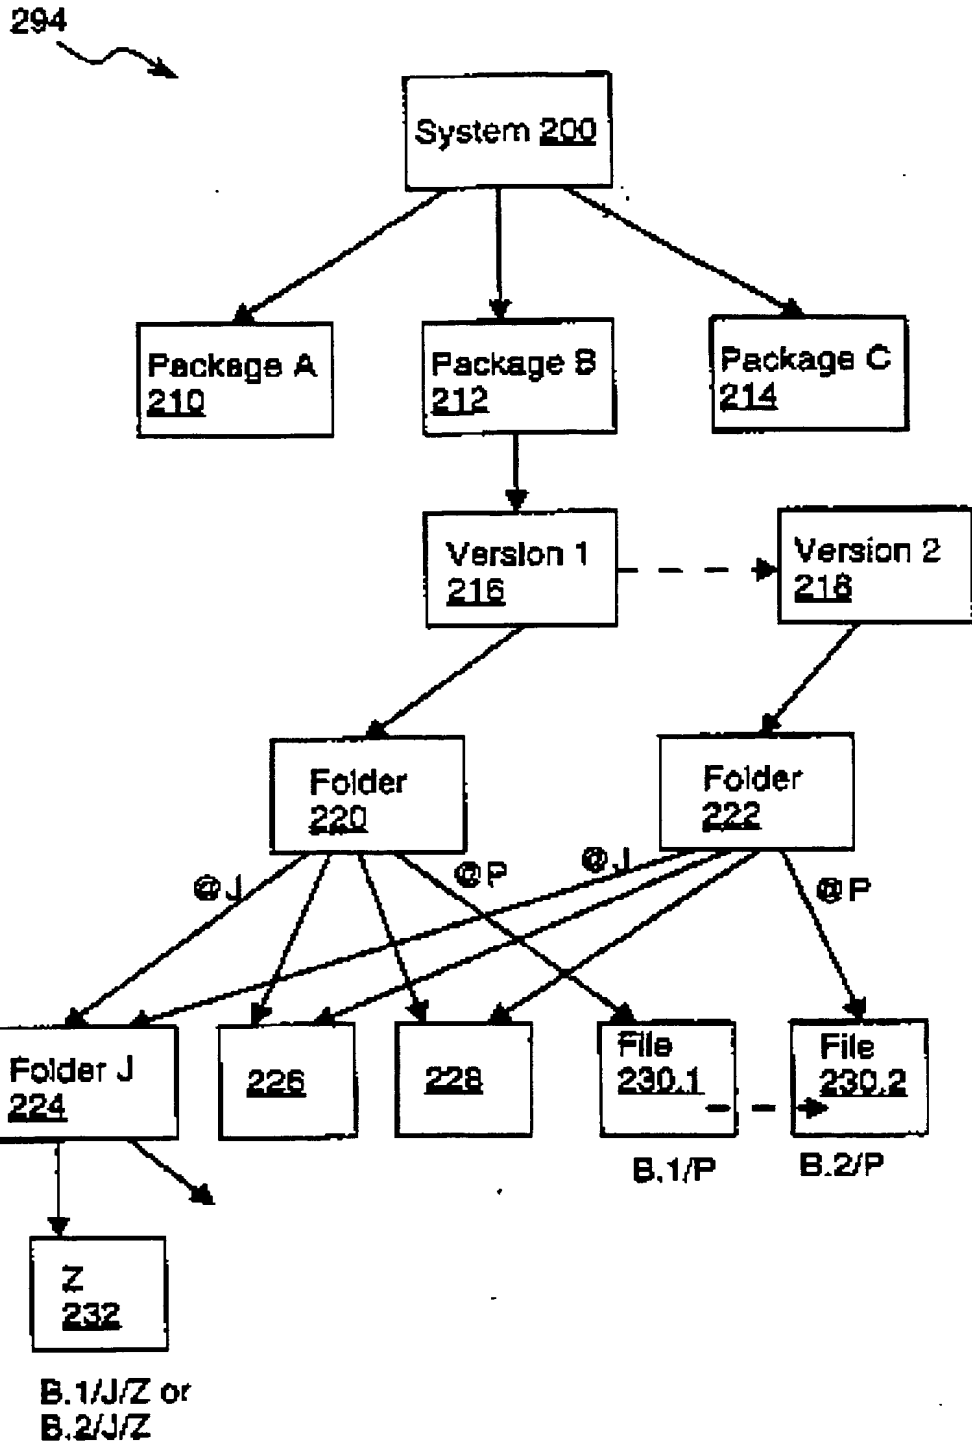 294
System 200
Package A
210
Package B
212
Package C
214
Version 1
216
Version 2
218
Folder
220
Folder
222
@J
@P
@J
@P
Folder J
224
226
228
File
230.1
File
230.2
B.1/P
B.2/P
Z
232
B.1/J/Z or
B.2/J/Z